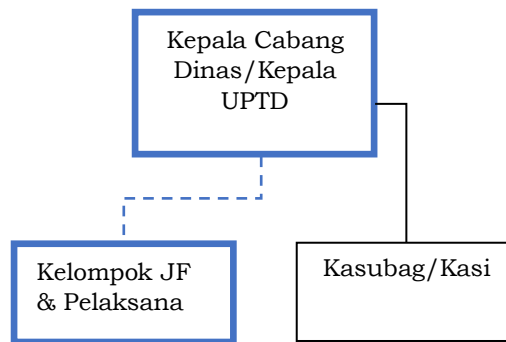 Kepala Cabang
Dinas/Kepala
UPTD
Kelompok JF
& Pelaksana
Kasubag/Kasi